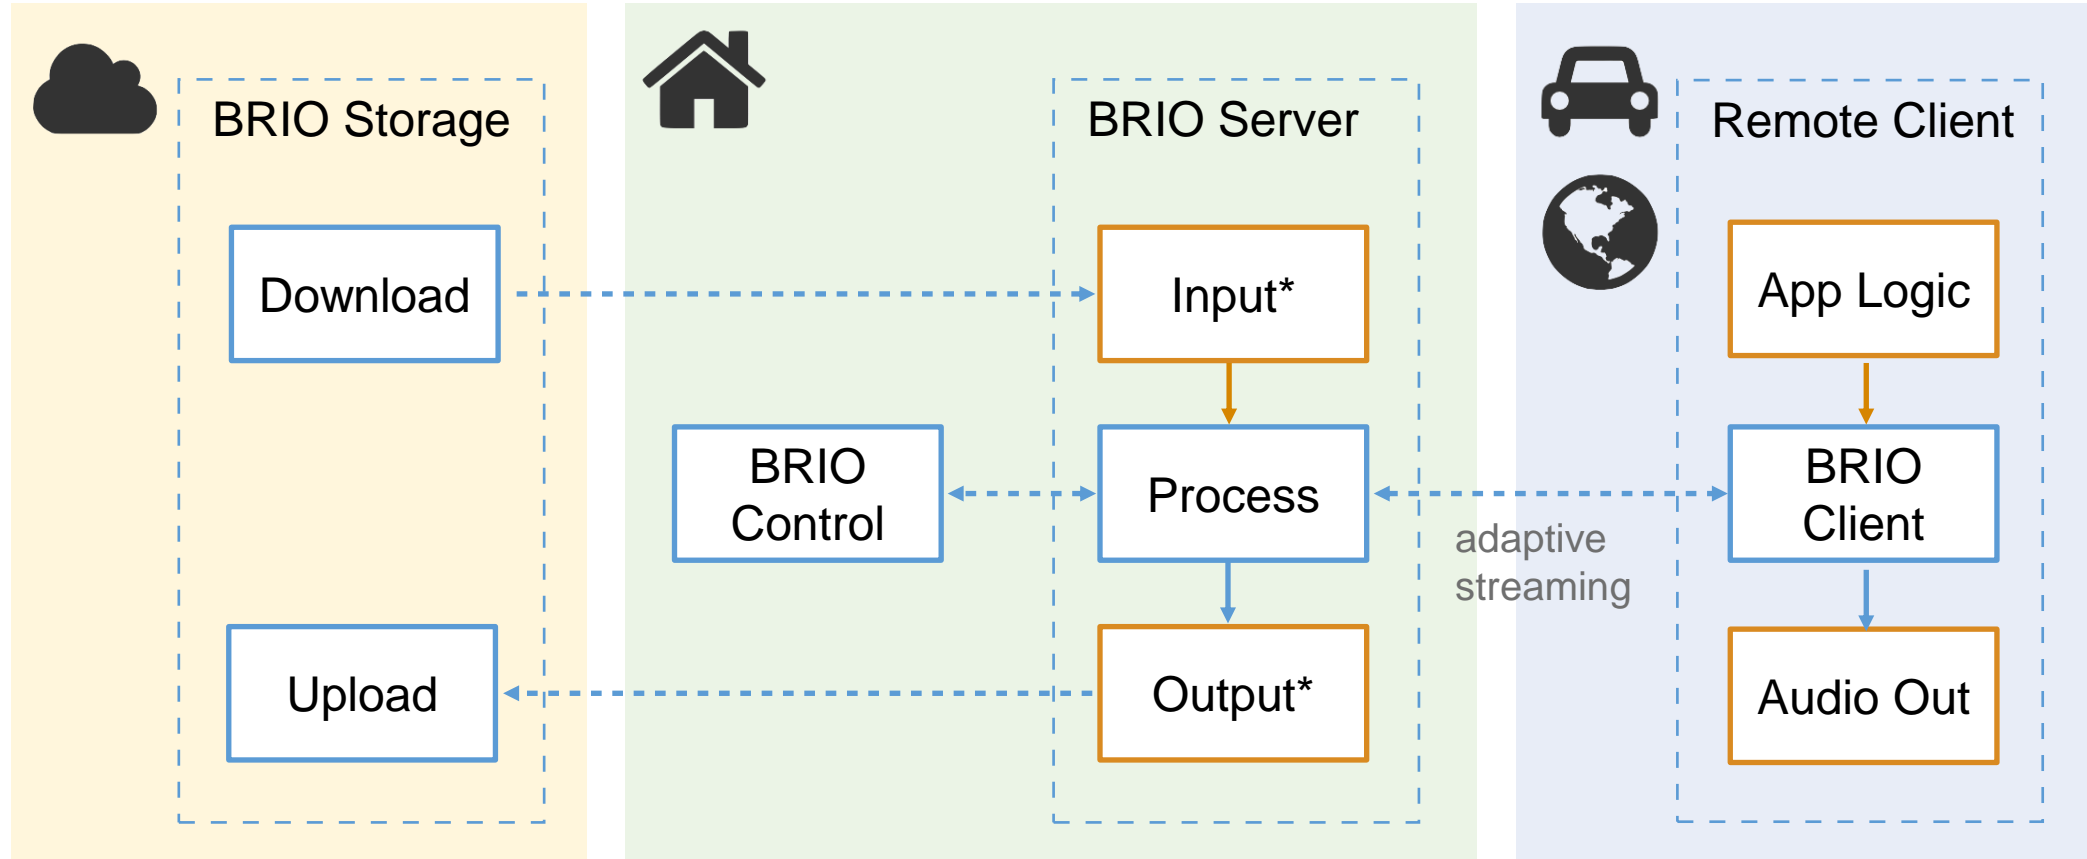 BRIO Storage
Download
Upload
BRIO Server
Input*
BRIO
Control
Process
Output*
adaptive
streaming
Remote Client
App Logic
BRIO
Client
Audio Out